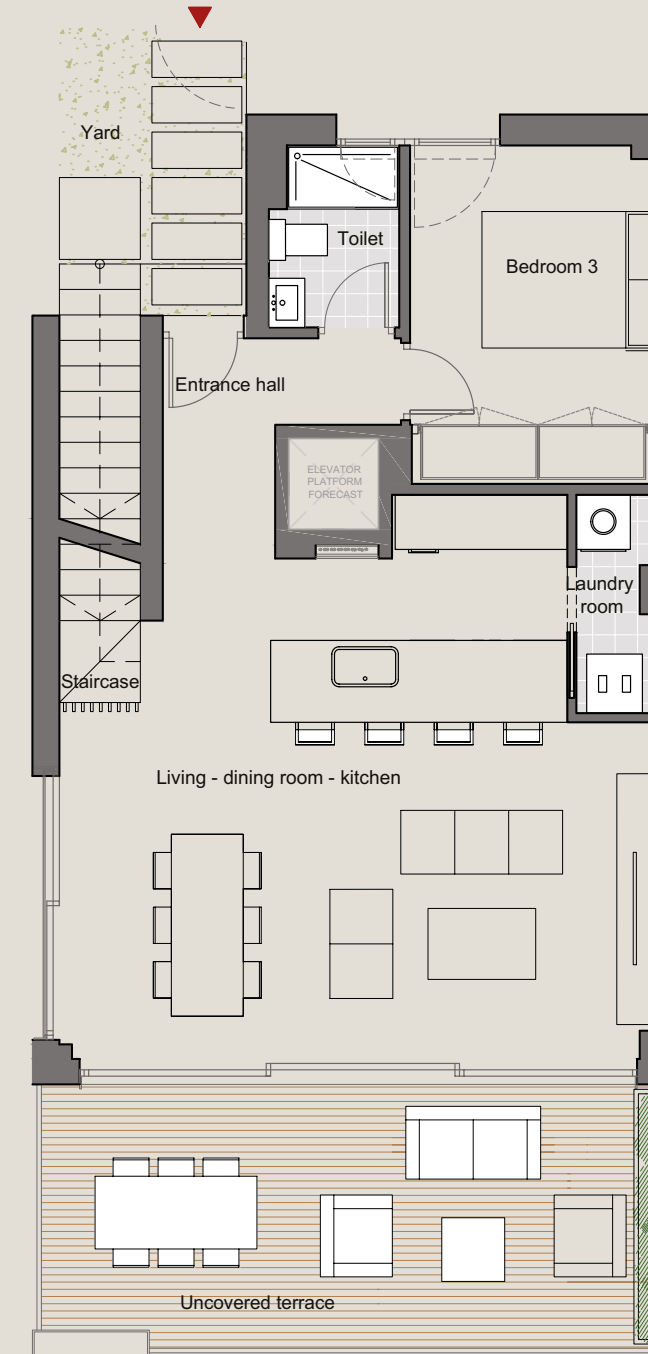 Yard
Toilet
Bedroom 3
Entrance hall
ELEVATOR
PLATFORM
FORECAST
Laundry
room
Staircase
Living - dining room - kitchen
Uncovered terrace